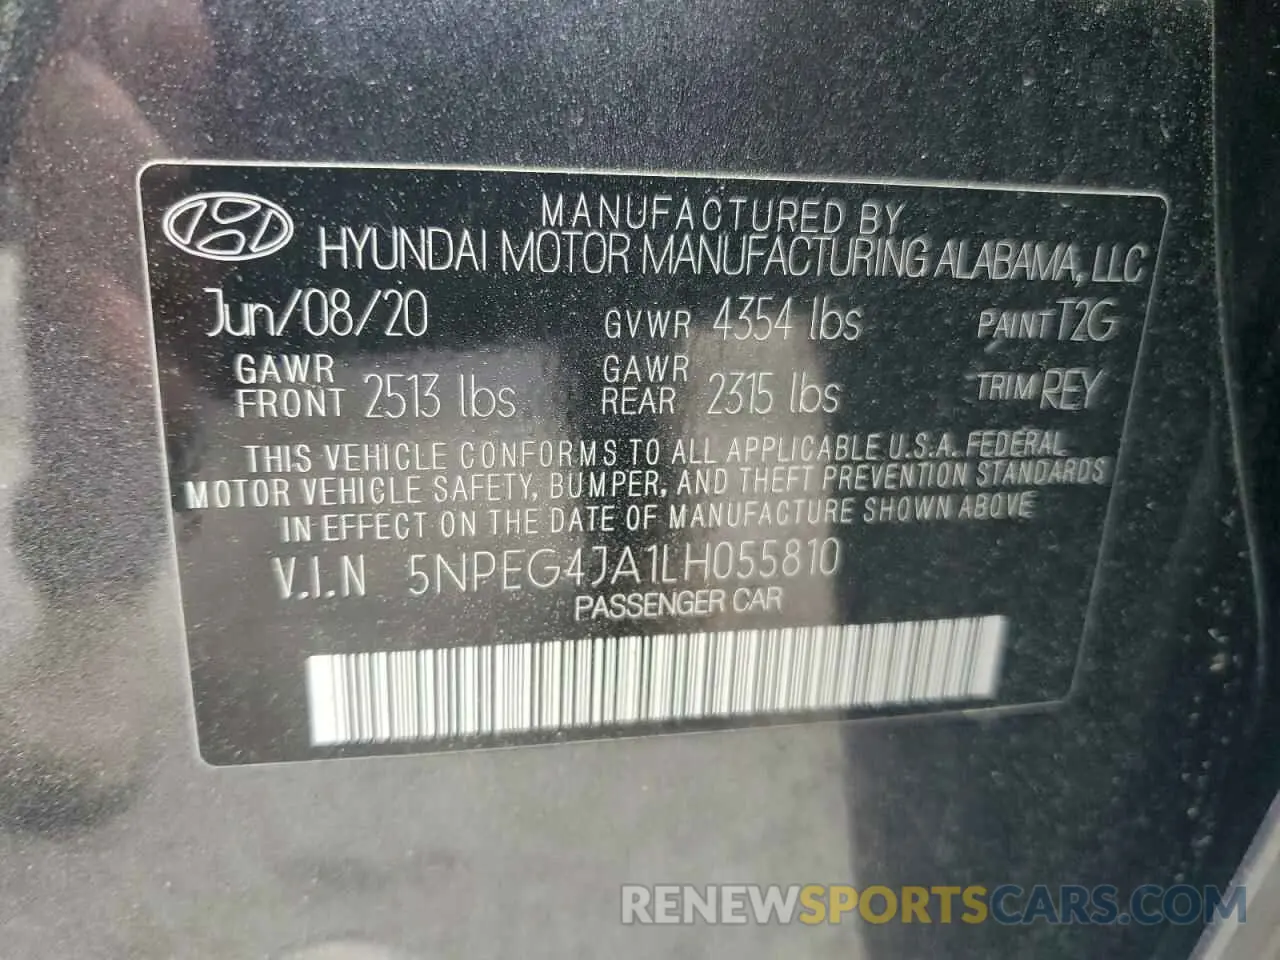 MANUFACTURED BY
HYUNDAI MOTOR MANUFACTURING ALABAMA, LLC
Jun/08/20 GVWR 4354 lbs PAINT T2G
GAWR FRONT 2513 lbs GAWR REAR 2315 lbs TRIM REY
THIS VEHICLE CONFORMS TO ALL APPLICABLE U.S.A. FEDERAL
MOTOR VEHICLE SAFETY, BUMPER, AND THEFT PREVENTION STANDARDS
IN EFFECT ON THE DATE OF MANUFACTURE SHOWN ABOVE
V.I.N 5NPEG4JA1LH055810
PASSENGER CAR
RENEWSPORTSCARS.COM